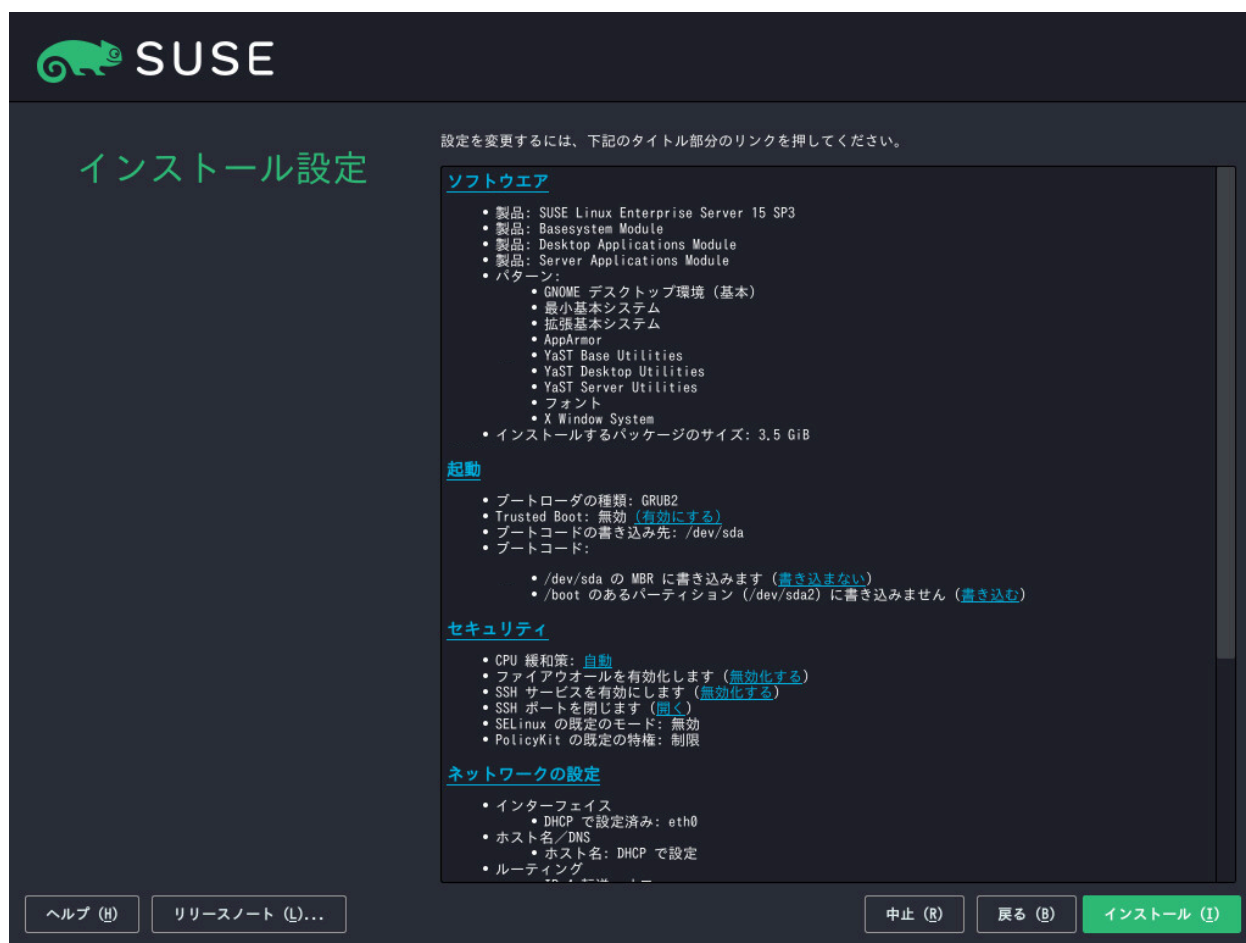 SUSE
インストール設定
設定を変更するには、下記のタイトル部分のリンクを押してください。
ソフトウエア
• 製品: SUSE Linux Enterprise Server 15 SP3
• 製品: Basesystem Module
• 製品: Desktop Applications Module
• 製品: Server Applications Module
• パターン:
• GNOME デスクトップ環境（基本）
• 最小基本システム
• 拡張基本システム
• AppArmor
• YaST Base Utilities
• YaST Desktop Utilities
• YaST Server Utilities
• フォント
• X Window System
• インストールするパッケージのサイズ: 3.5 GiB
起動
• ブートローダの種類: GRUB2
• Trusted Boot: 無効 (有効にする)
• ブートコードの書き込み先: /dev/sda
• ブートコード:
• /dev/sda の MBR に書き込みます (書き込まない)
• /boot のあるパーティション (/dev/sda2) に書き込みません (書き込む)
セキュリティ
• CPU 緩和策: 自動
• ファイアウオールを有効化します (無効化する)
• SSH サービスを有効にします (無効化する)
• SSH ポートを閉じます (開く)
• SELinux の既定のモード: 無効
• PolicyKit の既定の特権: 制限
ネットワークの設定
• インターフェイス
• DHCP で設定済み: eth0
• ホスト名／DNS
• ホスト名: DHCP で設定
• ルーティング
ヘルプ (H) リリースノート (L)... 中止 (R) 戻る (B) インストール (I)